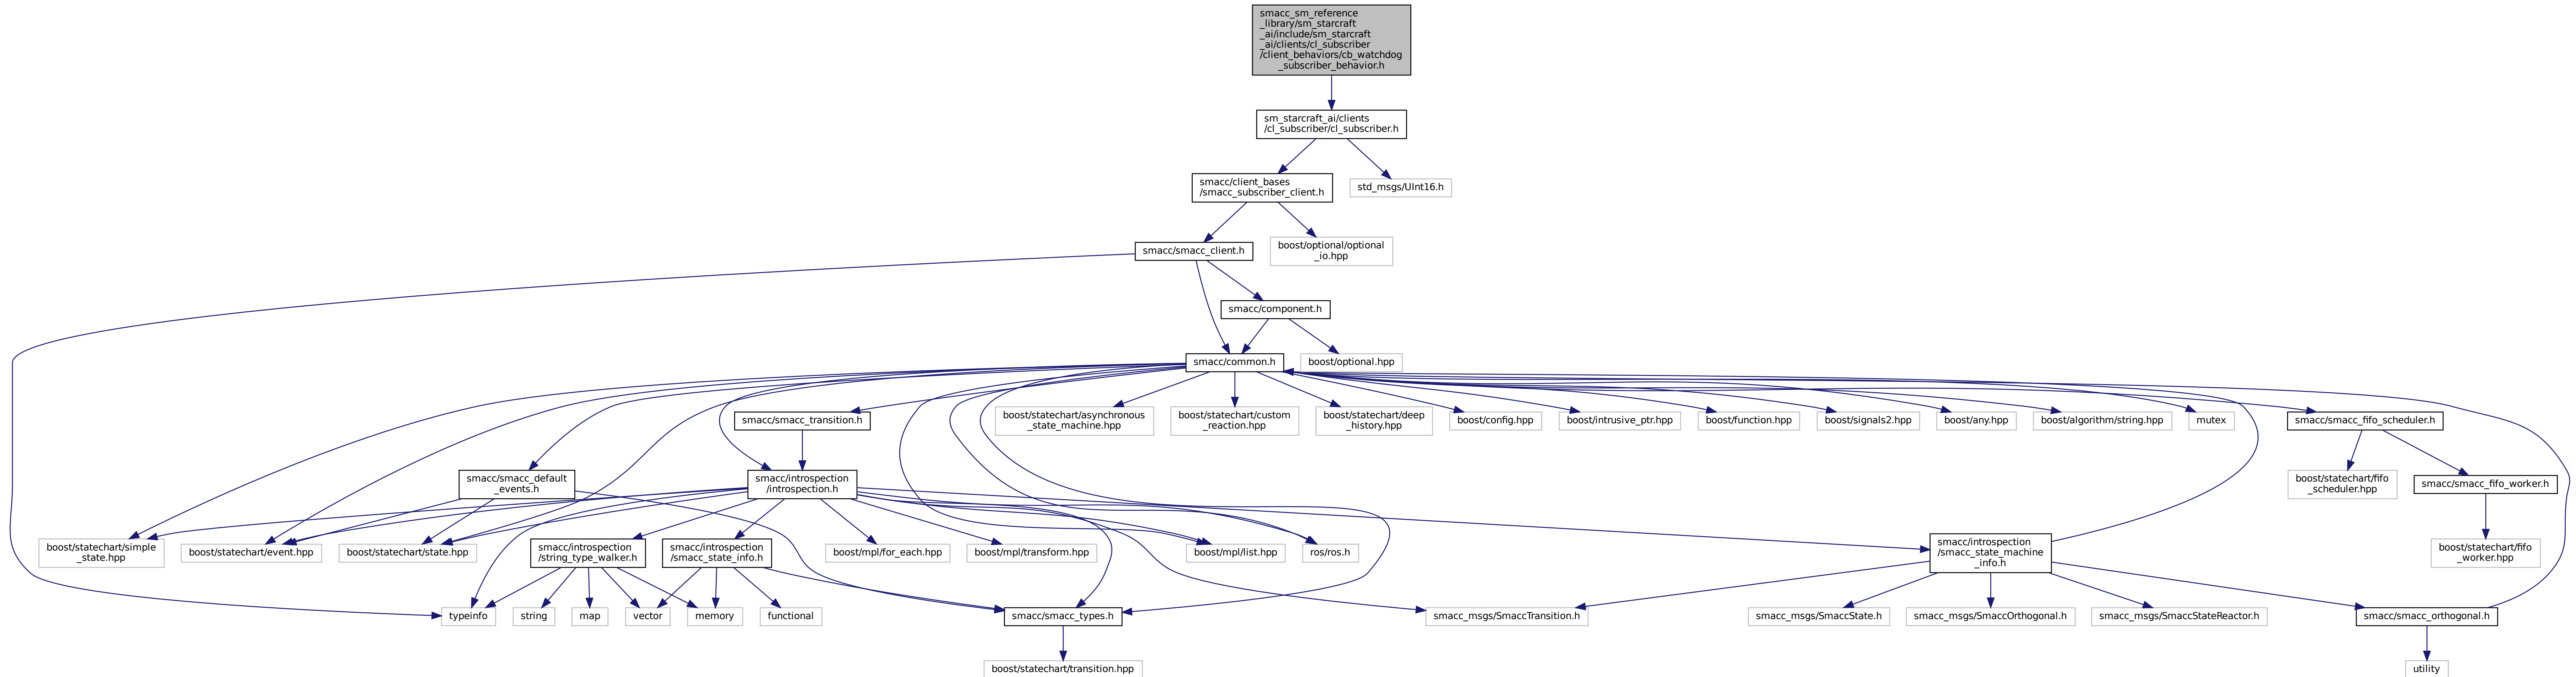 smacc_sm_reference
_library/sm_starcraft
_ai/include/sm_starcraft
_ai/clients/cl_subscriber
/client_behaviors/cb_watchdog
_subscriber_behavior.h
sm_starcraft_ai/clients
/cl_subscriber/cl_subscriber.h
smacc/client_bases
/smacc_subscriber_client.h
std_msgs/UInt16.h
smacc/smacc_client.h
boost/optional/optional
_io.hpp
smacc/component.h
smacc/common.h
boost/optional.hpp
smacc/smacc_transition.h
boost/statechart/asynchronous
_state_machine.hpp
boost/statechart/custom
_reaction.hpp
boost/statechart/deep
_history.hpp
boost/config.hpp
boost/intrusive_ptr.hpp
boost/function.hpp
boost/signals2.hpp
boost/any.hpp
boost/algorithm/string.hpp
mutex
smacc/smacc_fifo_scheduler.h
smacc/smacc_default
_events.h
smacc/introspection
/introspection.h
boost/statechart/fifo
_scheduler.hpp
smacc/smacc_fifo_worker.h
boost/statechart/simple
_state.hpp
boost/statechart/event.hpp
boost/statechart/state.hpp
smacc/introspection
/string_type_walker.h
smacc/introspection
/smacc_state_info.h
boost/mpl/for_each.hpp
boost/mpl/transform.hpp
boost/mpl/list.hpp
ros/ros.h
smacc/introspection
/smacc_state_machine
_info.h
boost/statechart/fifo
_worker.hpp
typeinfo
string
map
vector
memory
functional
smacc/smacc_types.h
smacc_msgs/SmaccTransition.h
smacc_msgs/SmaccState.h
smacc_msgs/SmaccOrthogonal.h
smacc_msgs/SmaccStateReactor.h
smacc/smacc_orthogonal.h
boost/statechart/transition.hpp
utility